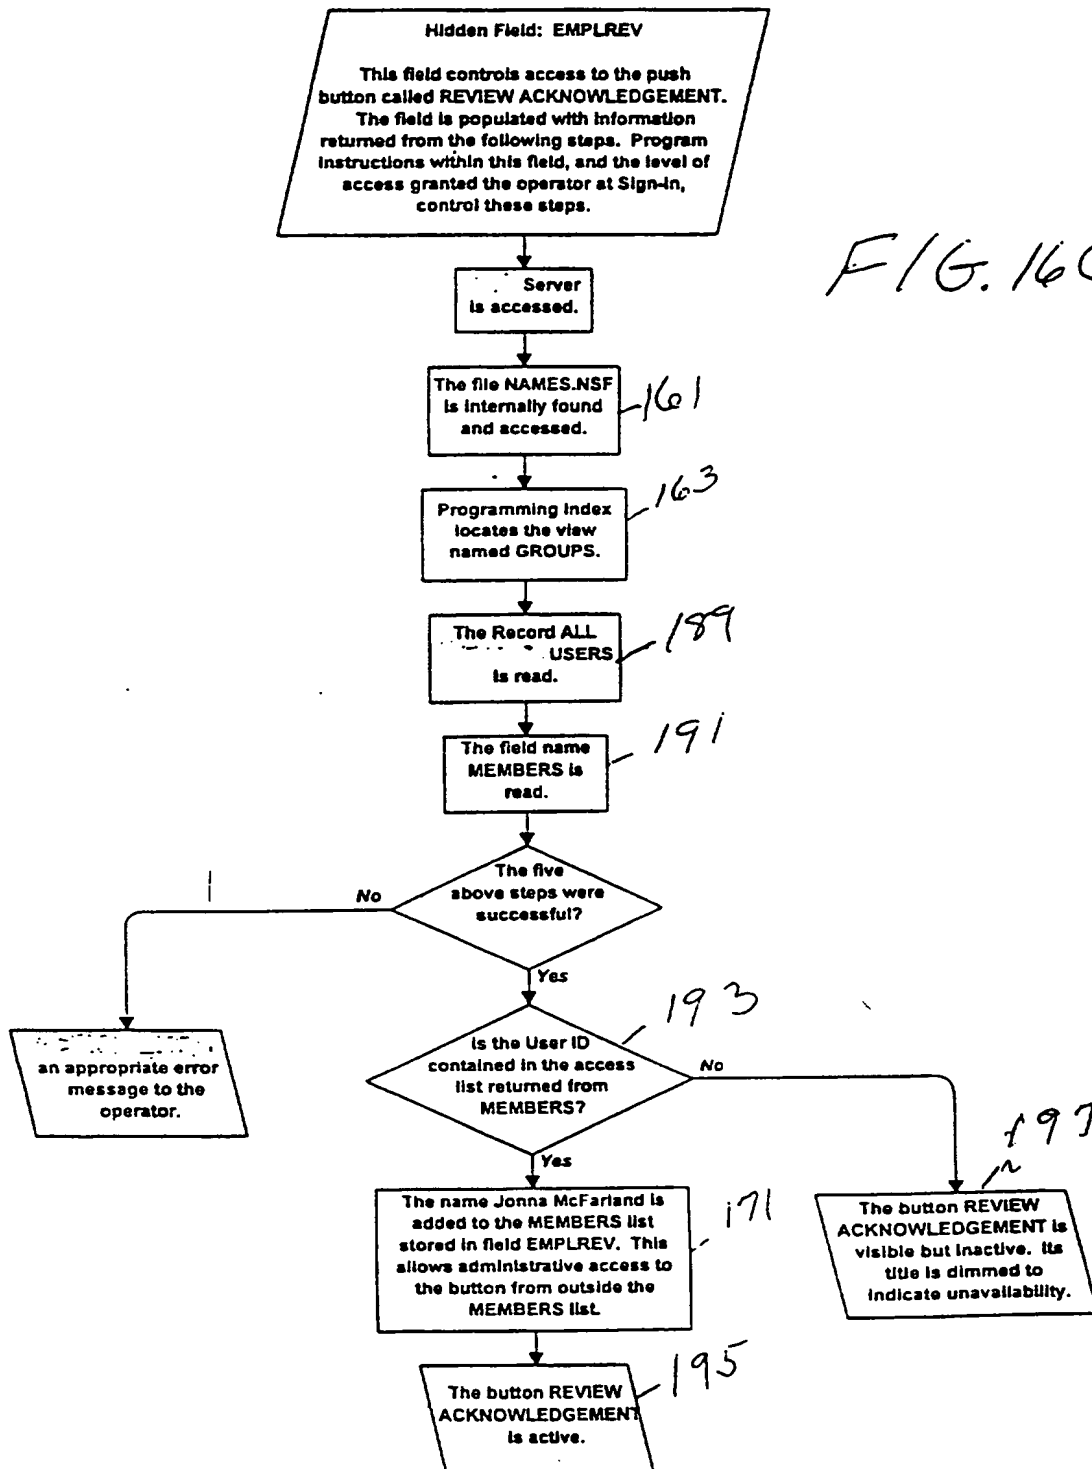 Hidden Field: EMPLREV
This field controls access to the push
button called REVIEW ACKNOWLEDGEMENT.
The field is populated with information
returned from the following steps. Program
instructions within this field, and the level of
access granted the operator at Sign-in,
control these steps.
FIG. 16C
Server
is accessed.
The file NAMES.NSF
is internally found
and accessed.
161
Programming Index
locates the view
named GROUPS.
163
The Record ALL
USERS
is read.
189
The field name
MEMBERS is
read.
191
The five
above steps were
successful?
No
Yes
an appropriate error
message to the
operator.
Is the User ID
contained in the access
list returned from
MEMBERS?
193
No
Yes
The name Jonna McFarland is
added to the MEMBERS list
stored in field EMPLREV. This
allows administrative access to
the button from outside the
MEMBERS list.
171
The button REVIEW
ACKNOWLEDGEMENT is
visible but inactive. Its
title is dimmed to
indicate unavailability.
197
The button REVIEW
ACKNOWLEDGEMENT
is active.
195